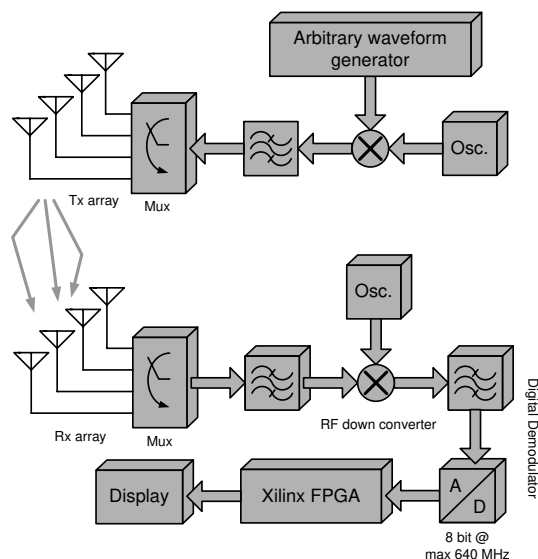 Arbitrary waveform
generator
Osc.
Tx array
Mux
Osc.
Rx array
Mux
RF down converter
Digital Demodulator
Display
Xilinx FPGA
A
D
8 bit @
max 640 MHz